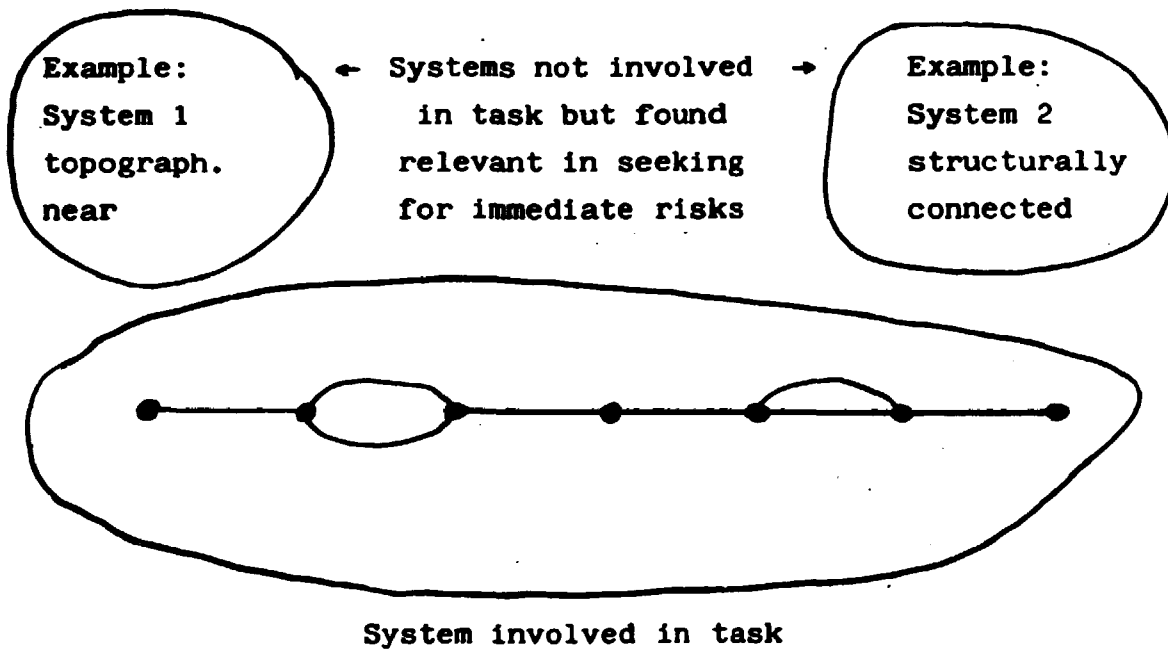 Example:
System 1
topograph.
near
← Systems not involved →
in task but found
relevant in seeking
for immediate risks
Example:
System 2
structurally
connected
System involved in task